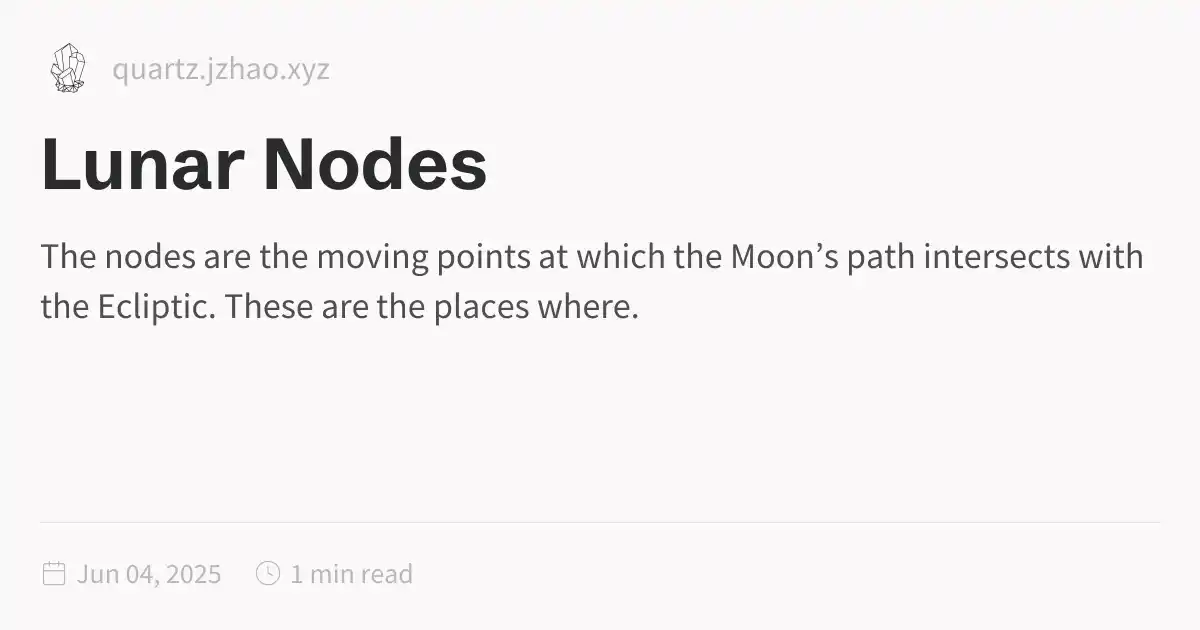 quartz.jzhao.xyz
Lunar Nodes
The nodes are the moving points at which the Moon’s path intersects with
the Ecliptic. These are the places where.
Jun 04, 2025 1 min read